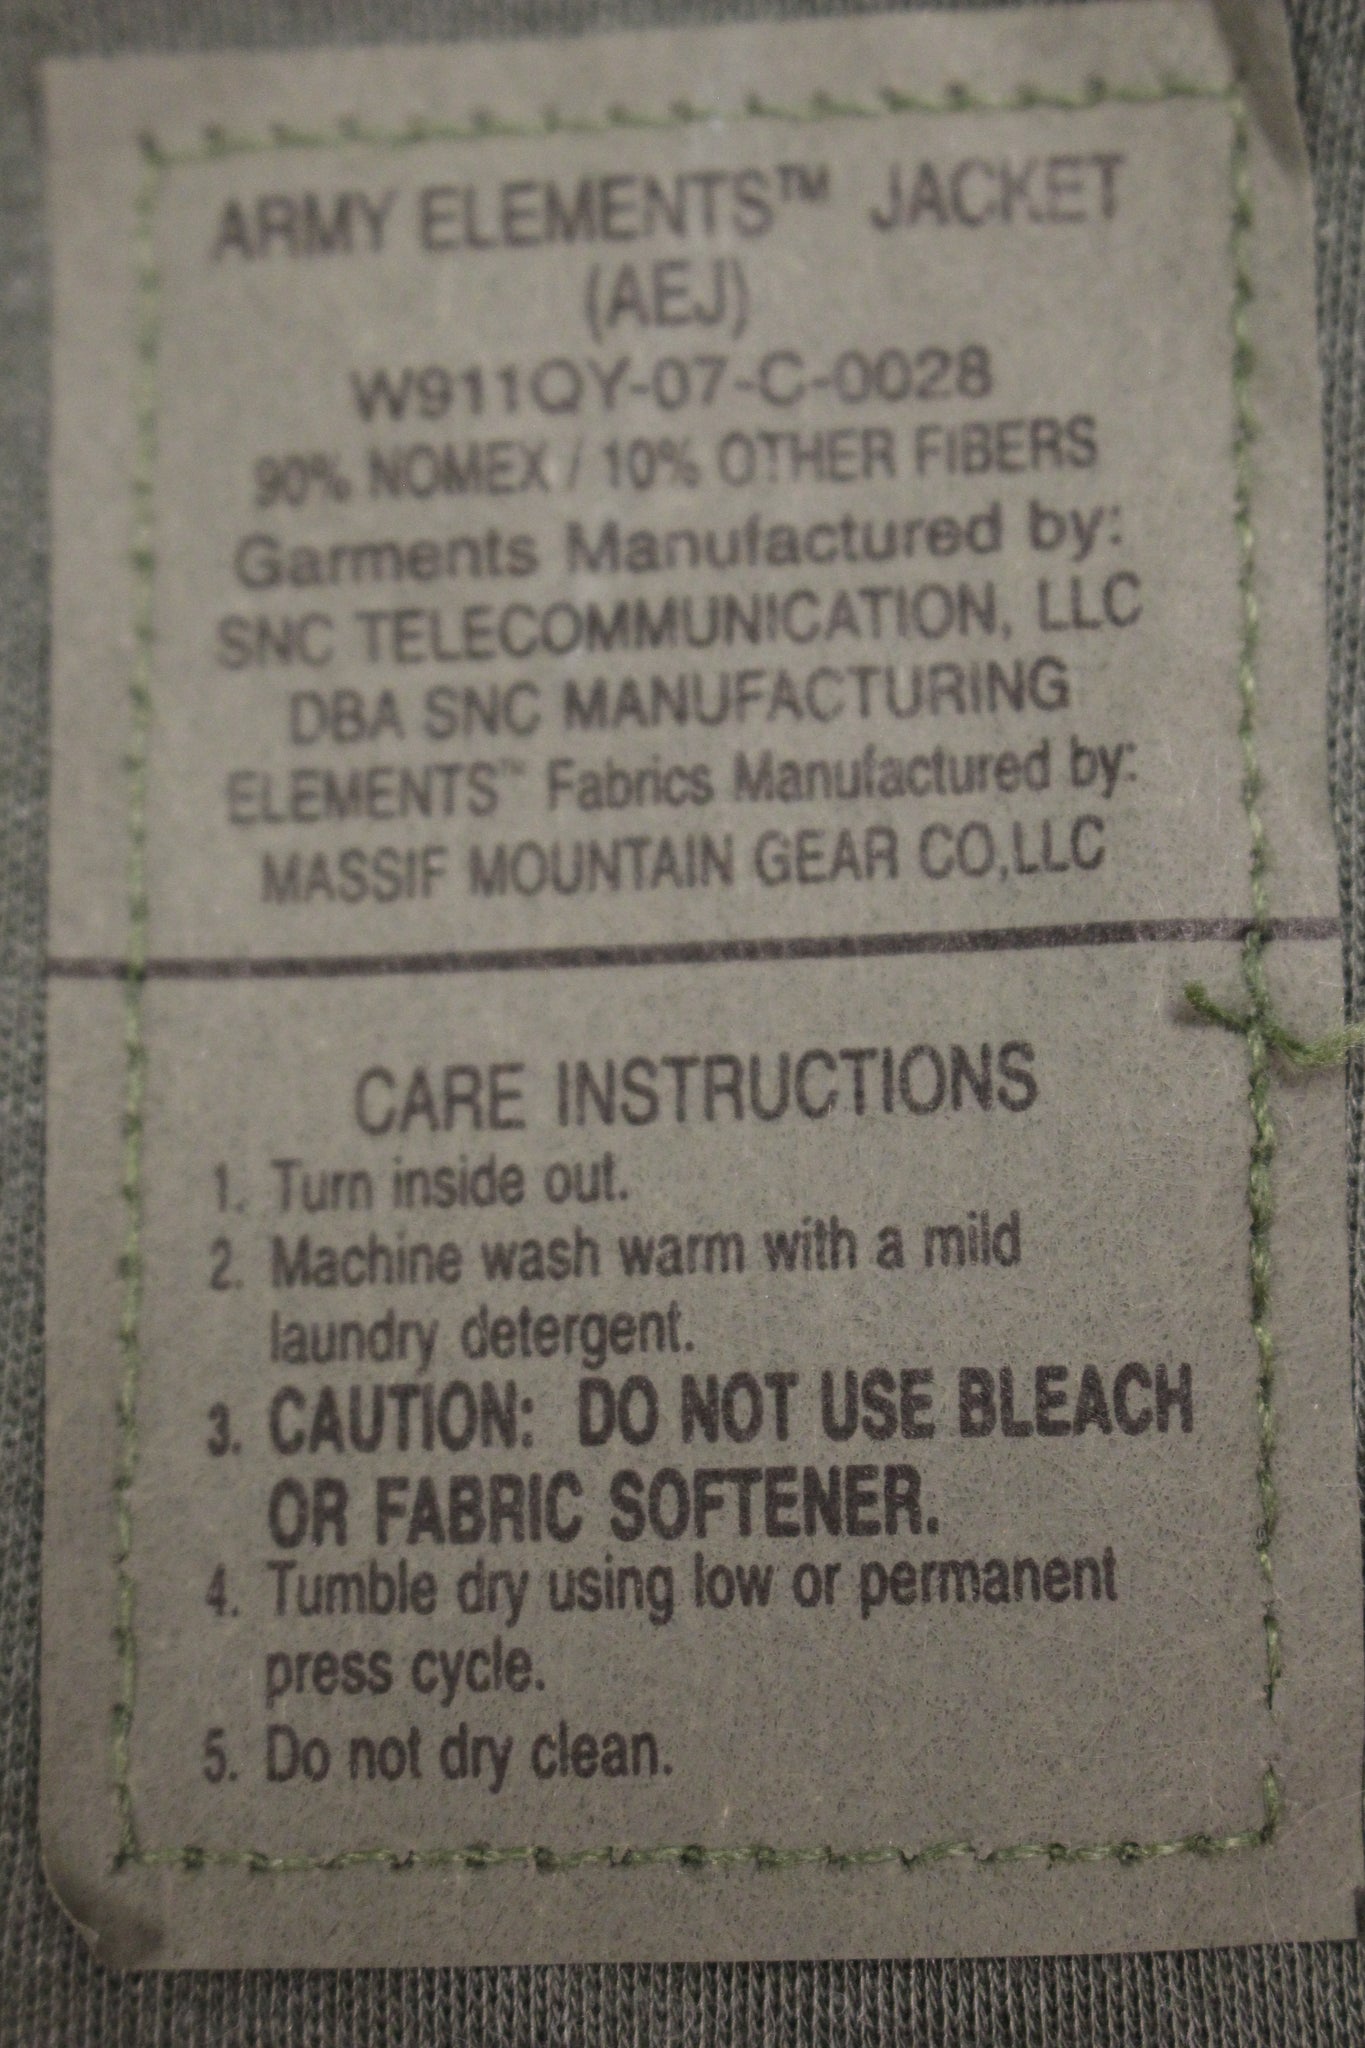 ARMY ELEMENTS™ JACKET
(AEJ)
W911QY-07-C-0028
90% NOMEX / 10% OTHER FIBERS
Garments Manufactured by:
SNC TELECOMMUNICATION, LLC
DBA SNC MANUFACTURING
ELEMENTS™ Fabrics Manufactured by:
MASSIF MOUNTAIN GEAR CO,LLC
CARE INSTRUCTIONS
1. Turn inside out.
2. Machine wash warm with a mild
laundry detergent.
3. CAUTION: DO NOT USE BLEACH
OR FABRIC SOFTENER.
4. Tumble dry using low or permanent
press cycle.
5. Do not dry clean.